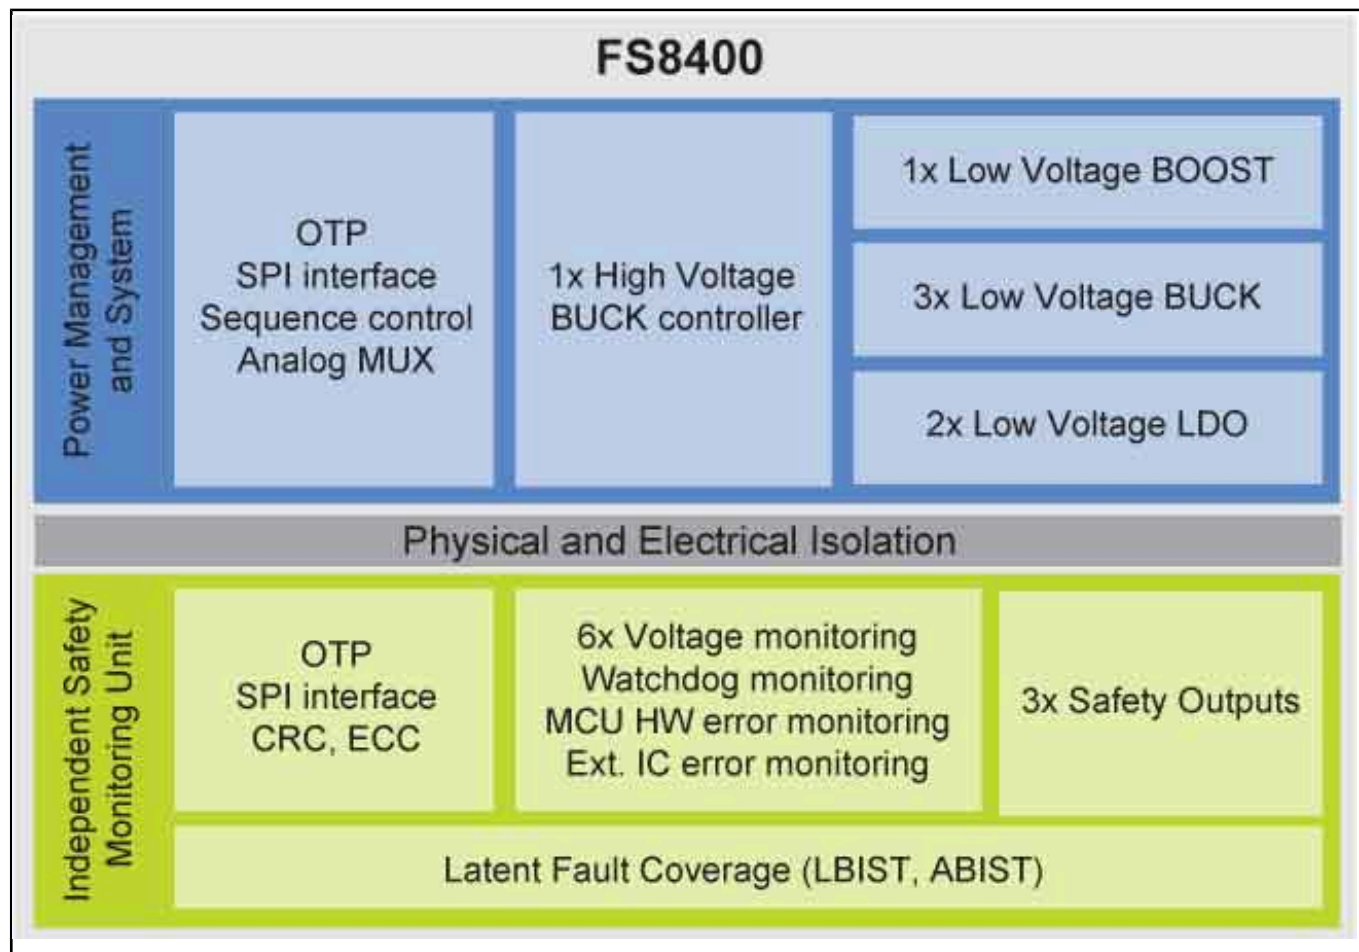 FS8400
Power Management
and System
OTP
SPI interface
Sequence control
Analog MUX
1x High Voltage
BUCK controller
1x Low Voltage BOOST
3x Low Voltage BUCK
2x Low Voltage LDO
Physical and Electrical Isolation
Independent Safety
Monitoring Unit
OTP
SPI interface
CRC, ECC
6x Voltage monitoring
Watchdog monitoring
MCU HW error monitoring
Ext. IC error monitoring
3x Safety Outputs
Latent Fault Coverage (LBIST, ABIST)